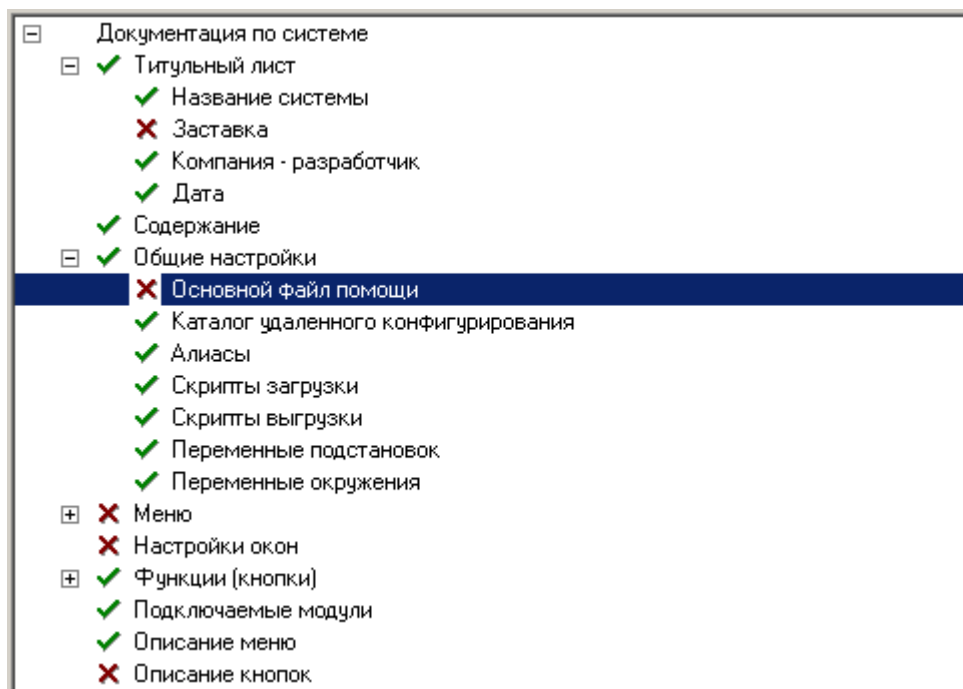 Документация по системе
Титульный лист
Название системы
Заставка
Компания - разработчик
Дата
Содержание
Общие настройки
Основной файл помощи
Каталог удаленного конфигурирования
Алиасы
Скрипты загрузки
Скрипты выгрузки
Переменные подстановок
Переменные окружения
Меню
Настройки окон
Функции (кнопки)
Подключаемые модули
Описание меню
Описание кнопок